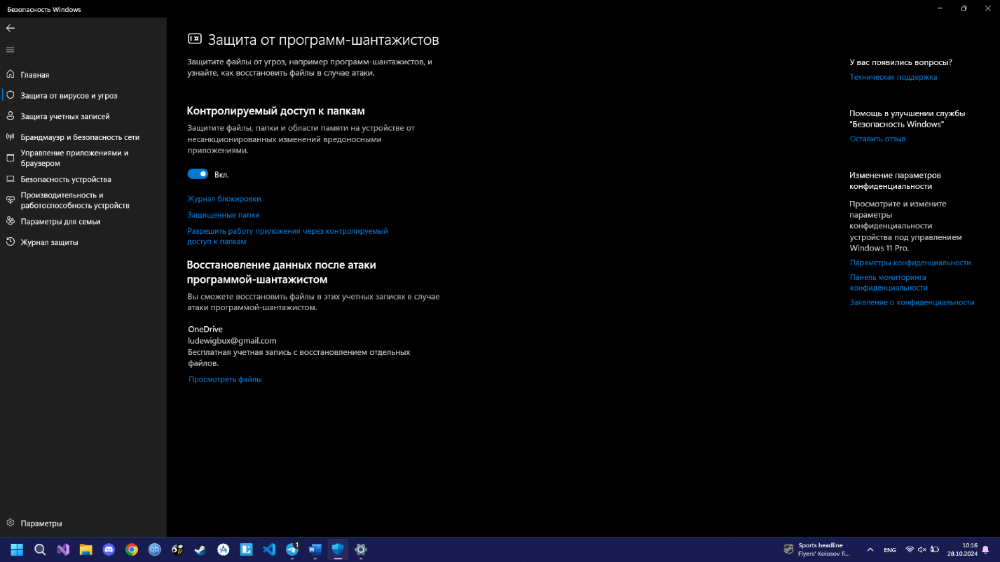 Безопасность Windows
Главная
Защита от вирусов и угроз
Защита учетных записей
Брандмауэр и безопасность сети
Управление приложениями и
браузером
Безопасность устройства
Производительность и
работоспособность устройств
Параметры для семьи
Журнал защиты
Параметры
Защита от программ-шантажистов
Защитите файлы от угроз, например программ-шантажистов, и
узнайте, как восстановить файлы в случае атаки.
Контролируемый доступ к папкам
Защитите файлы, папки и области памяти на устройстве от
несанкционированных изменений вредоносными
приложениями.
Вкл.
Журнал блокировки
Защищенные папки
Разрешить работу приложения через контролируемый
доступ к папкам
Восстановление данных после атаки
программой-шантажистом
Вы сможете восстановить файлы в этих учетных записях в случае
атаки программой-шантажистом.
OneDrive
ludewigbux@gmail.com
Бесплатная учетная запись с восстановлением отдельных
файлов.
Просмотреть файлы
У вас появились вопросы?
Техническая поддержка
Помощь в улучшении службы
"Безопасность Windows"
Оставить отзыв
Изменение параметров
конфиденциальности
Просмотрите и измените
параметры
конфиденциальности
устройства под управлением
Windows 11 Pro.
Параметры конфиденциальности
Панель мониторинга
конфиденциальности
Заявление о конфиденциальности
qb
1
W
Sports headline
Flyers' Kolosov fi...
ENG
10:16
28.10.2024